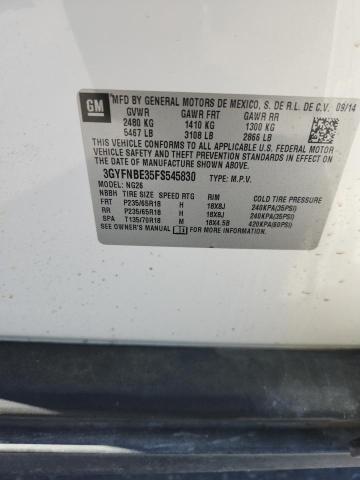 GM
MFD BY GENERAL MOTORS DE MEXICO, S. DE R.L. DE C.V. 09/14
GVWR GAWR FRT GAWR RR
2480 KG 1410 KG 1300 KG
5467 LB 3108 LB 2866 LB
THIS VEHICLE CONFORMS TO ALL APPLICABLE U.S. FEDERAL MOTOR
VEHICLE SAFETY STANDARDS IN EFFECT ON THE
DATE OF MANUFACTURE SHOWN ABOVE.
3GYFNBE35FS545830 TYPE: M.P.V.
MODEL: NG26
NBBH TIRE SIZE SPEED RTG RIM COLD TIRE PRESSURE
FRT P235/65R18 H 18X8J 240KPA(35PSI)
RR P235/65R18 H 18X8J 240KPA(35PSI)
SPA T135/70R18 M 18X4.5B 420KPA(60PSI)
SEE OWNER'S MANUAL FOR ADDITIONAL INFORMATION